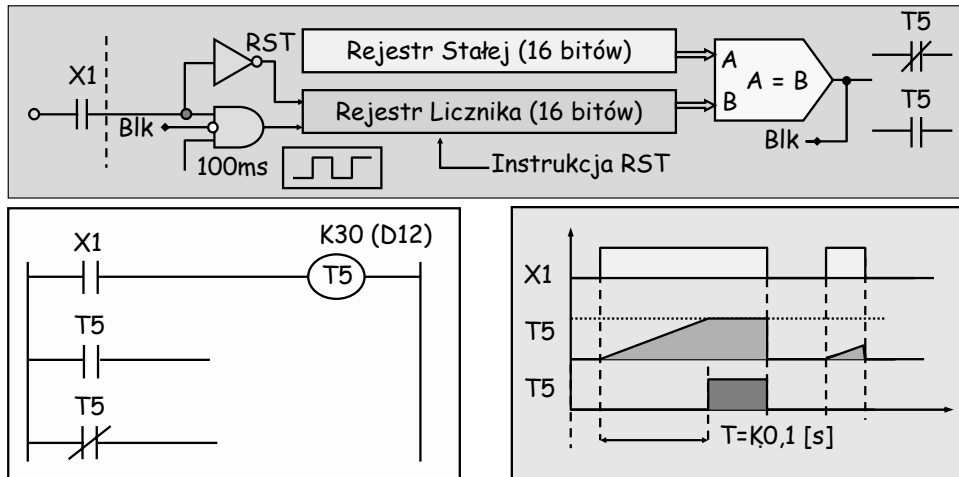 T5
RST
Rejestr Stałej (16 bitów)
X1
A
A = B
B
T5
Rejestr Licznika (16 bitów)
Blk
Blk
100ms
Instrukcja RST
K30 (D12)
X1
T5
T5
T5
X1
T5
T5
T=K0,1 [s]